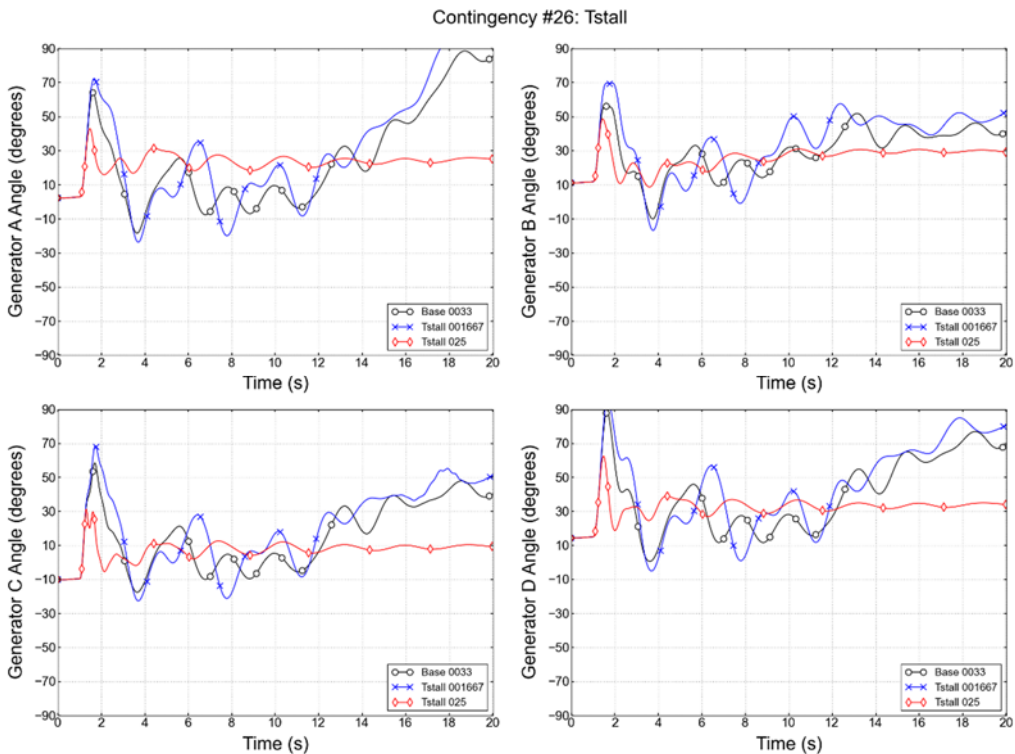 Contingency #26: Tstall
Generator A Angle (degrees)
90
70
50
30
10
−10
−30
−50
−70
−90
0 2 4 6 8 10 12 14 16 18 20
Time (s)
Base 0033
Tstall 001667
Tstall 025
Generator B Angle (degrees)
90
70
50
30
10
−10
−30
−50
−70
−90
0 2 4 6 8 10 12 14 16 18 20
Time (s)
Base 0033
Tstall 001667
Tstall 025
Generator C Angle (degrees)
90
70
50
30
10
−10
−30
−50
−70
−90
0 2 4 6 8 10 12 14 16 18 20
Time (s)
Base 0033
Tstall 001667
Tstall 025
Generator D Angle (degrees)
90
70
50
30
10
−10
−30
−50
−70
−90
0 2 4 6 8 10 12 14 16 18 20
Time (s)
Base 0033
Tstall 001667
Tstall 025